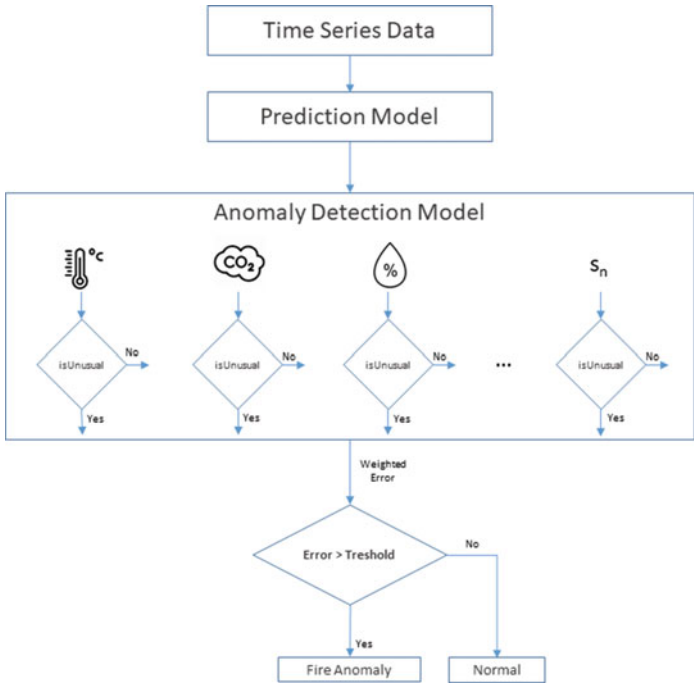 Time Series Data
Prediction Model
Anomaly Detection Model
°C
CO₂
%
Sₙ
isUnusual
No
isUnusual
No
isUnusual
No
...
isUnusual
No
Yes
Yes
Yes
Yes
Weighted
Error
Error > Treshold
No
Yes
Fire Anomaly
Normal